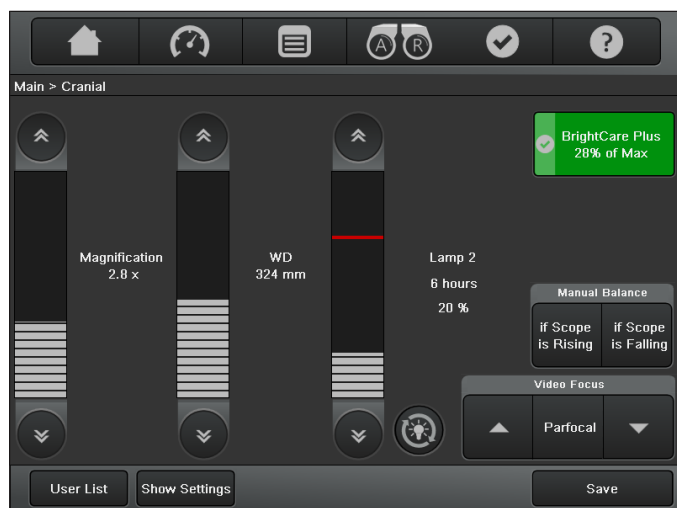 A R ?
Main > Cranial
BrightCare Plus
28% of Max
Magnification
2.8 x
WD
324 mm
Lamp 2
6 hours
20 %
Manual Balance
if Scope
is Rising
if Scope
is Falling
Video Focus
Parfocal
User List
Show Settings
Save